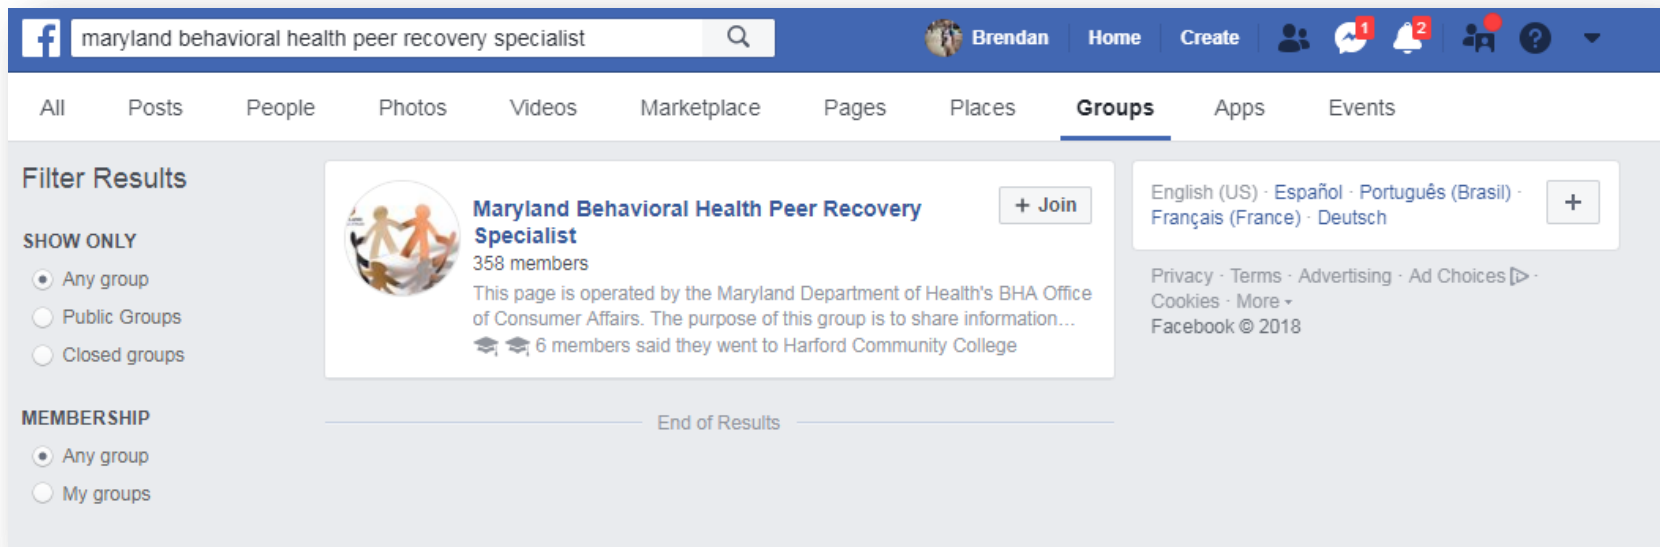 f maryland behavioral health peer recovery specialist
Brendan Home Create 1 2 ?
All Posts People Photos Videos Marketplace Pages Places Groups Apps Events
Filter Results
SHOW ONLY
Any group
Public Groups
Closed groups
MEMBERSHIP
Any group
My groups
Maryland Behavioral Health Peer Recovery
Specialist
+ Join
358 members
This page is operated by the Maryland Department of Health's BHA Office
of Consumer Affairs. The purpose of this group is to share information...
6 members said they went to Harford Community College
End of Results
English (US) · Español · Português (Brasil) ·
Français (France) · Deutsch
+
Privacy · Terms · Advertising · Ad Choices ·
Cookies · More
Facebook © 2018